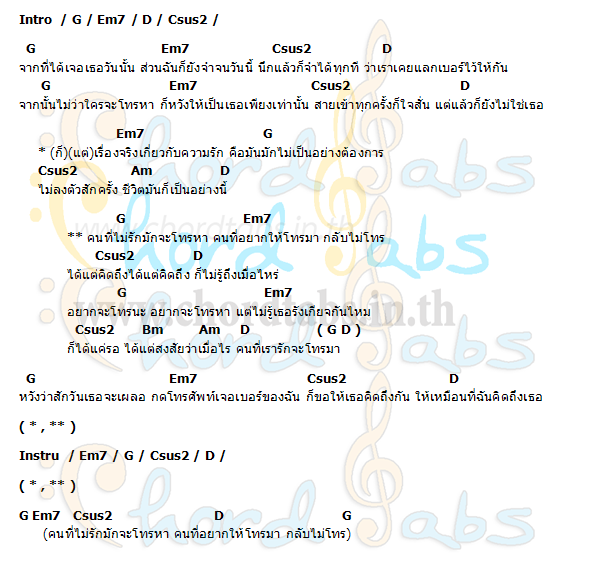 Intro / G / Em7 / D / Csus2 /
G Em7 Csus2 D
จากที่ได้เจอเธอวันนั้น ส่วนฉันก็ยังจำจนวันนี้ นึกแล้วก็จำได้ทุกที ว่าเราเคยแลกเบอร์ไว้ให้กัน
G Em7 Csus2 D
จากนั้นไม่ว่าใครจะโทรหา ก็หวังให้เป็นเธอเพียงเท่านั้น สายเข้าทุกครั้งก็ใจสั่น แต่แล้วก็ยังไม่ใช่เธอ
Em7 G
* (ก็)(แต่)เรื่องจริงเกี่ยวกับความรัก คือมันมักไม่เป็นอย่างต้องการ
Csus2 Am D
ไม่ลงตัวสักครั้ง ชีวิตมันก็เป็นอย่างนี้
G Em7
** คนที่ไม่รักมักจะโทรหา คนที่อยากให้โทรมา กลับไม่โทร
Csus2 D
ได้แต่คิดถึงได้แต่คิดถึง ก็ไม่รู้ถึงเมื่อไหร่
G Em7
อยากจะโทรนะ อยากจะโทรหา แต่ไม่รู้เธอรังเกียจกันไหม
Csus2 Bm Am D ( G D )
ก็ได้แค่รอ ได้แต่สงสัยว่าเมื่อไร คนที่เรารักจะโทรมา
G Em7 Csus2 D
หวังว่าสักวันเธอจะเผลอ กดโทรศัพท์เจอเบอร์ของฉัน ก็ขอให้เธอคิดถึงกัน ให้เหมือนที่ฉันคิดถึงเธอ
( * , ** )
Instru / Em7 / G / Csus2 / D /
( * , ** )
G Em7 Csus2 D G
(คนที่ไม่รักมักจะโทรหา คนที่อยากให้โทรมา กลับไม่โทร)
www.chordtabs.in.th